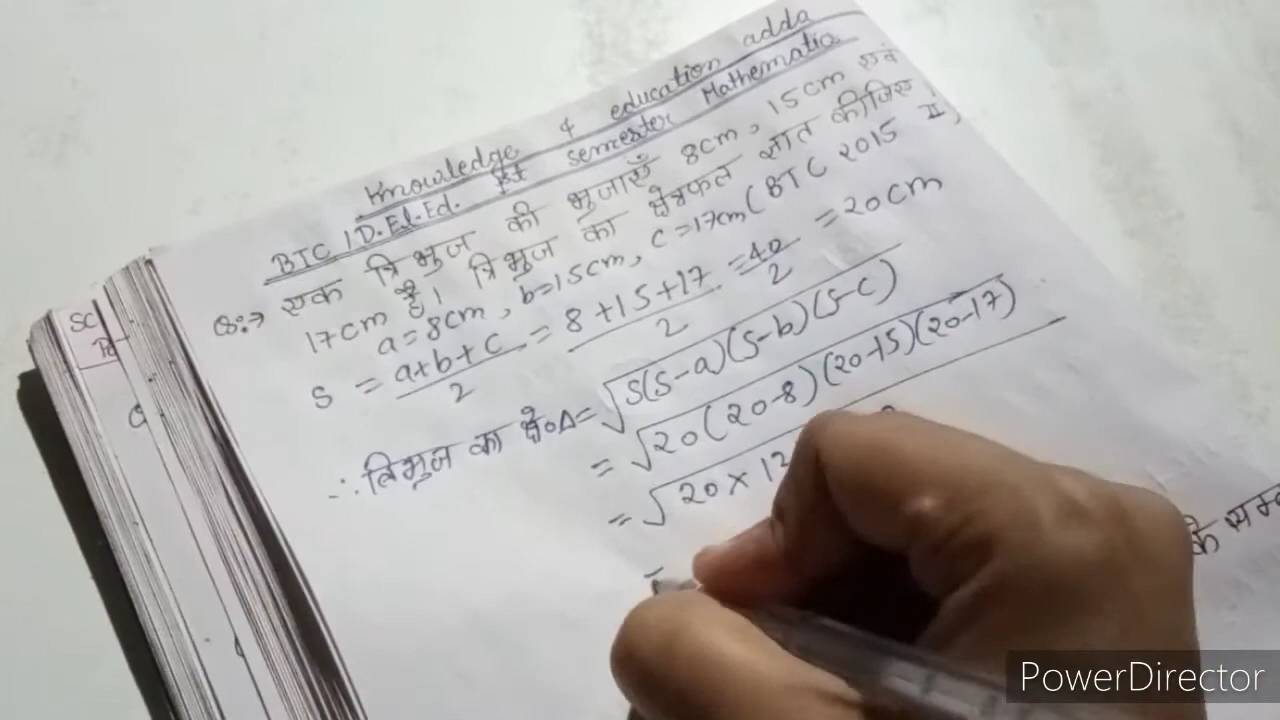 Knowledge & education adda
BTC / D.El.Ed. Ist semester Mathematics
Q:→ एक त्रिभुज की भुजाएँ 8cm, 15cm एवं
17cm हैं। त्रिभुज का क्षेत्रफल ज्ञात कीजिए
a=8cm, b=15cm, c=17cm (BTC 2015 II)
s = a+b+c/2 = 8+15+17/2 = 40/2 = 20cm
∴ त्रिभुज का क्षे०Δ = √s(s-a)(s-b)(s-c)
= √20(20-8)(20-15)(20-17)
= √20×12
=
SC
के
PowerDirector